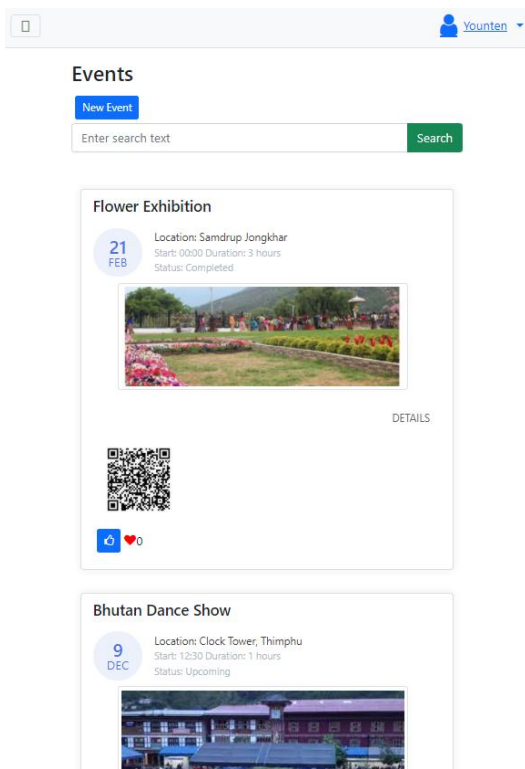 Younten
Events
New Event
Enter search text
Search
Flower Exhibition
21
FEB
Location: Samdrup Jongkhar
Start: 00:00 Duration: 3 hours
Status: Completed
DETAILS
0
Bhutan Dance Show
9
DEC
Location: Clock Tower, Thimphu
Start: 12:30 Duration: 1 hours
Status: Upcoming